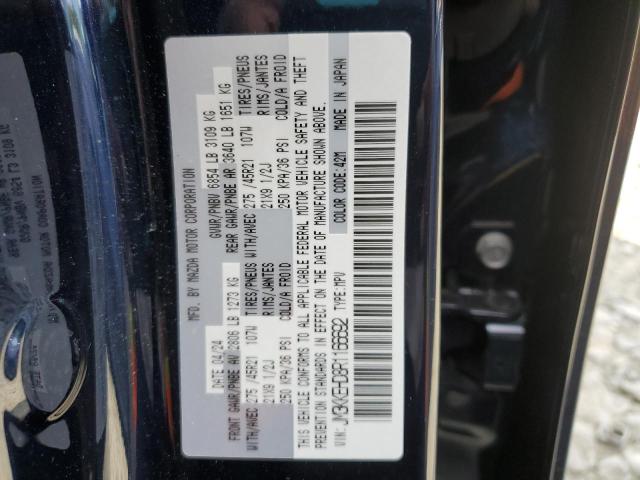 MFD. BY MAZDA MOTOR CORPORATION
DATE 04/24 GVWR/PNBV 6854 LB 3109 KG
FRONT GAWR/PNBE AV 2806 LB 1273 KG REAR GAWR/PNBE AR 3640 LB 1651 KG
WITH/AVEC 275 /45R21 107W TIRES/PNEUS WITH/AVEC 275 /45R21 107W TIRES/PNEUS
21X9 1/2J RIMS/JANTES 21X9 1/2J RIMS/JANTES
250 KPA/36 PSI COLD/A FROID 250 KPA/36 PSI COLD/A FROID
THIS VEHICLE CONFORMS TO ALL APPLICABLE FEDERAL MOTOR VEHICLE SAFETY AND THEFT
PREVENTION STANDARDS IN EFFECT ON THE DATE OF MANUFACTURE SHOWN ABOVE.
VIN: JM3KKEHD8R1166692 TYPE: MPV COLOR CODE: 42M MADE IN JAPAN